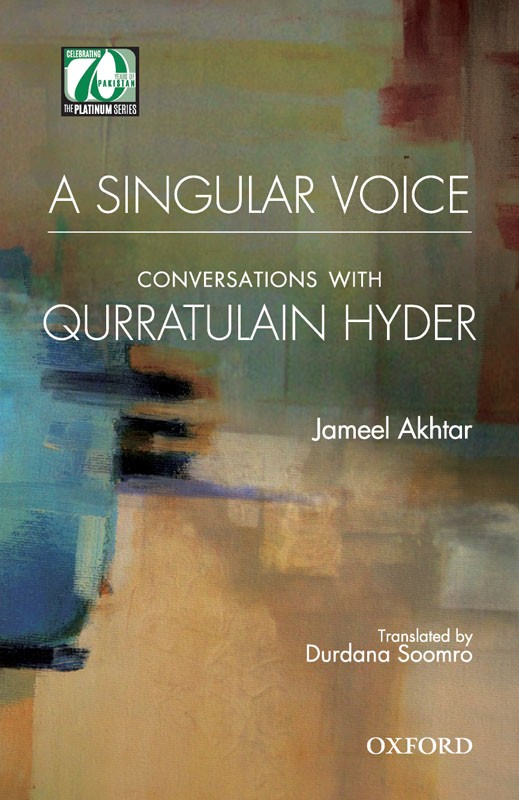 CELEBRATING
70
YEARS OF
PAKISTAN
THE PLATINUM SERIES
A SINGULAR VOICE
CONVERSATIONS WITH
QURRATULAIN HYDER
Jameel Akhtar
Translated by
Durdana Soomro
OXFORD